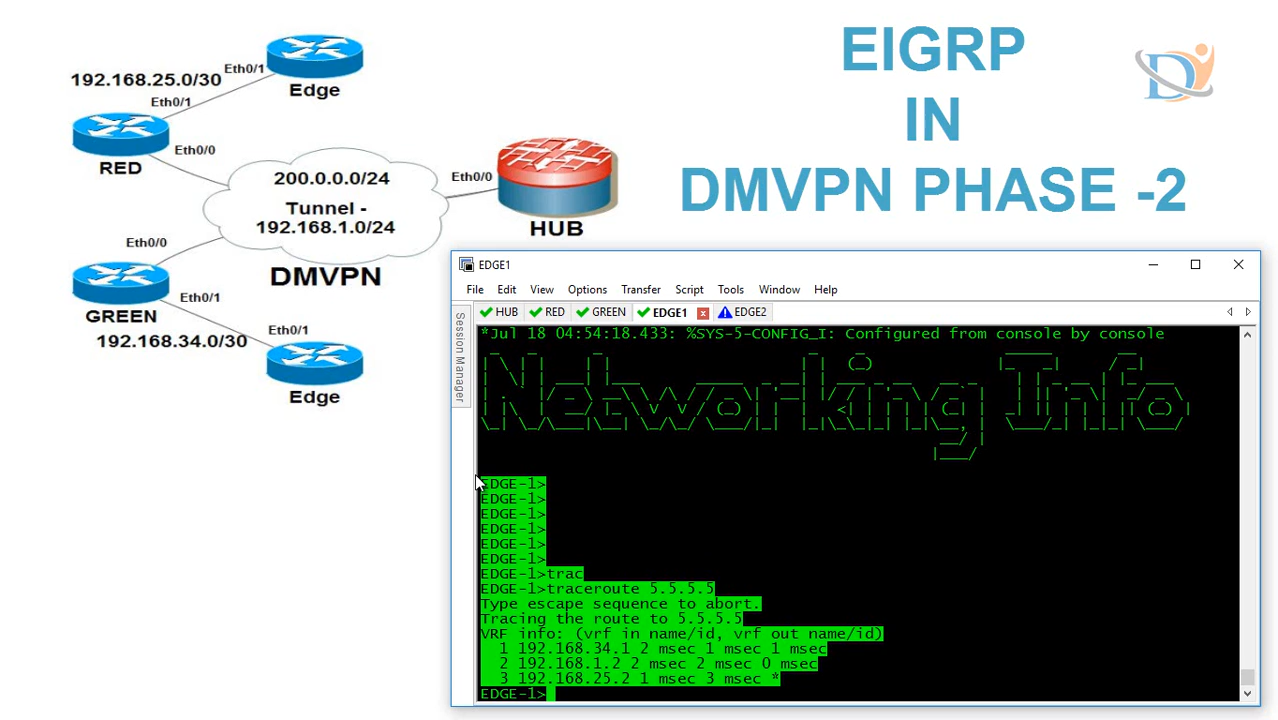 EIGRP
IN
DMVPN PHASE -2
192.168.25.0/30
Eth0/1
Edge
Eth0/1
RED
Eth0/0
200.0.0.0/24
Tunnel -
192.168.1.0/24
DMVPN
Eth0/0
HUB
Eth0/0
GREEN
Eth0/1
192.168.34.0/30
Eth0/1
Edge
D
EDGE1
File Edit View Options Transfer Script Tools Window Help
HUB RED GREEN EDGE1 x EDGE2
Session Manager
*Jul 18 04:54:18.433: %SYS-5-CONFIG_I: Configured from console by console
Networking Info
EDGE-1>
EDGE-1>
EDGE-1>
EDGE-1>
EDGE-1>
EDGE-1>
EDGE-1>trac
EDGE-1>traceroute 5.5.5.5
Type escape sequence to abort.
Tracing the route to 5.5.5.5
VRF info: (vrf in name/id, vrf out name/id)
1 192.168.34.1 2 msec 1 msec 1 msec
2 192.168.1.2 2 msec 2 msec 0 msec
3 192.168.25.2 1 msec 3 msec *
EDGE-1>